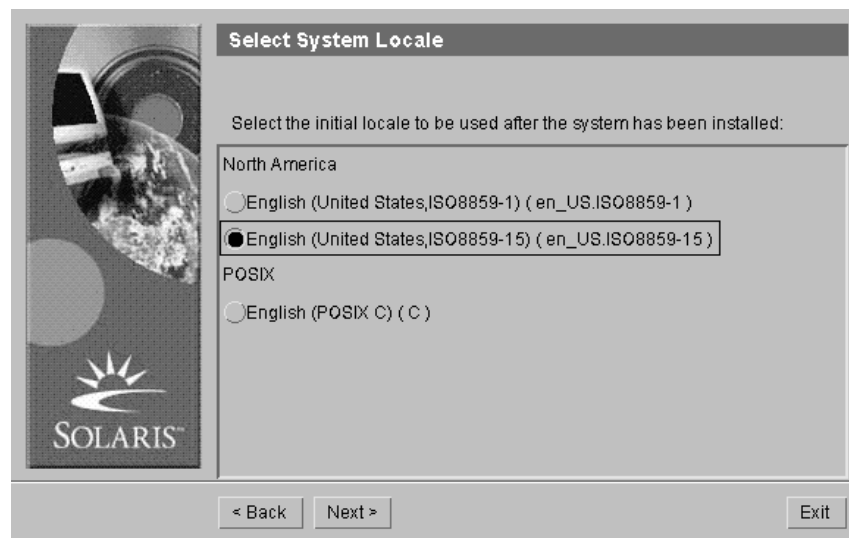 Select System Locale
Select the initial locale to be used after the system has been installed:
North America
English (United States,ISO8859-1) ( en_US.ISO8859-1 )
English (United States,ISO8859-15) ( en_US.ISO8859-15 )
POSIX
English (POSIX C) ( C )
SOLARIS™
< Back
Next >
Exit